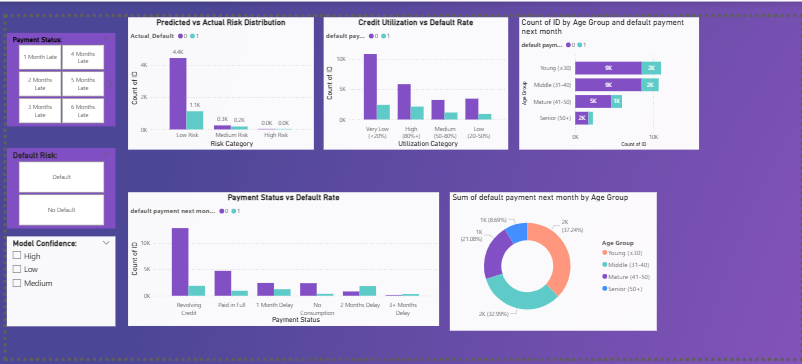 Payment Status:
1 Month Late
4 Months Late
2 Months Late
5 Months Late
3 Months Late
6 Months Late
Default Risk:
Default
No Default
Model Confidence:
High
Low
Medium
Predicted vs Actual Risk Distribution
Actual_Default 0 1
Count of ID
4K
2K
0K
4.4K
1.1K
0.3K 0.2K
0.0K 0.0K
Low Risk Medium Risk High Risk
Risk Category
Credit Utilization vs Default Rate
default pay... 0 1
Count of ID
10K
5K
0K
Very Low (<20%)
High (80%+)
Medium (50-80%)
Low (20-50%)
Utilization Category
Count of ID by Age Group and default payment
next month
default paym... 0 1
Age Group
Young (≤30) 9K 2K
Middle (31-40) 9K 2K
Mature (41-50) 5K 1K
Senior (50+) 2K
0K 10K
Count of ID
Payment Status vs Default Rate
default payment next mon... 0 1
Count of ID
10K
5K
0K
Revolving Credit
Paid in Full
1 Month Delay
No Consumption
2 Months Delay
3+ Months Delay
Payment Status
Sum of default payment next month by Age Group
1K (8.69%)
1K (21.08%)
2K (37.24%)
2K (32.99%)
Age Group
Young (≤30)
Middle (31-40)
Mature (41-50)
Senior (50+)